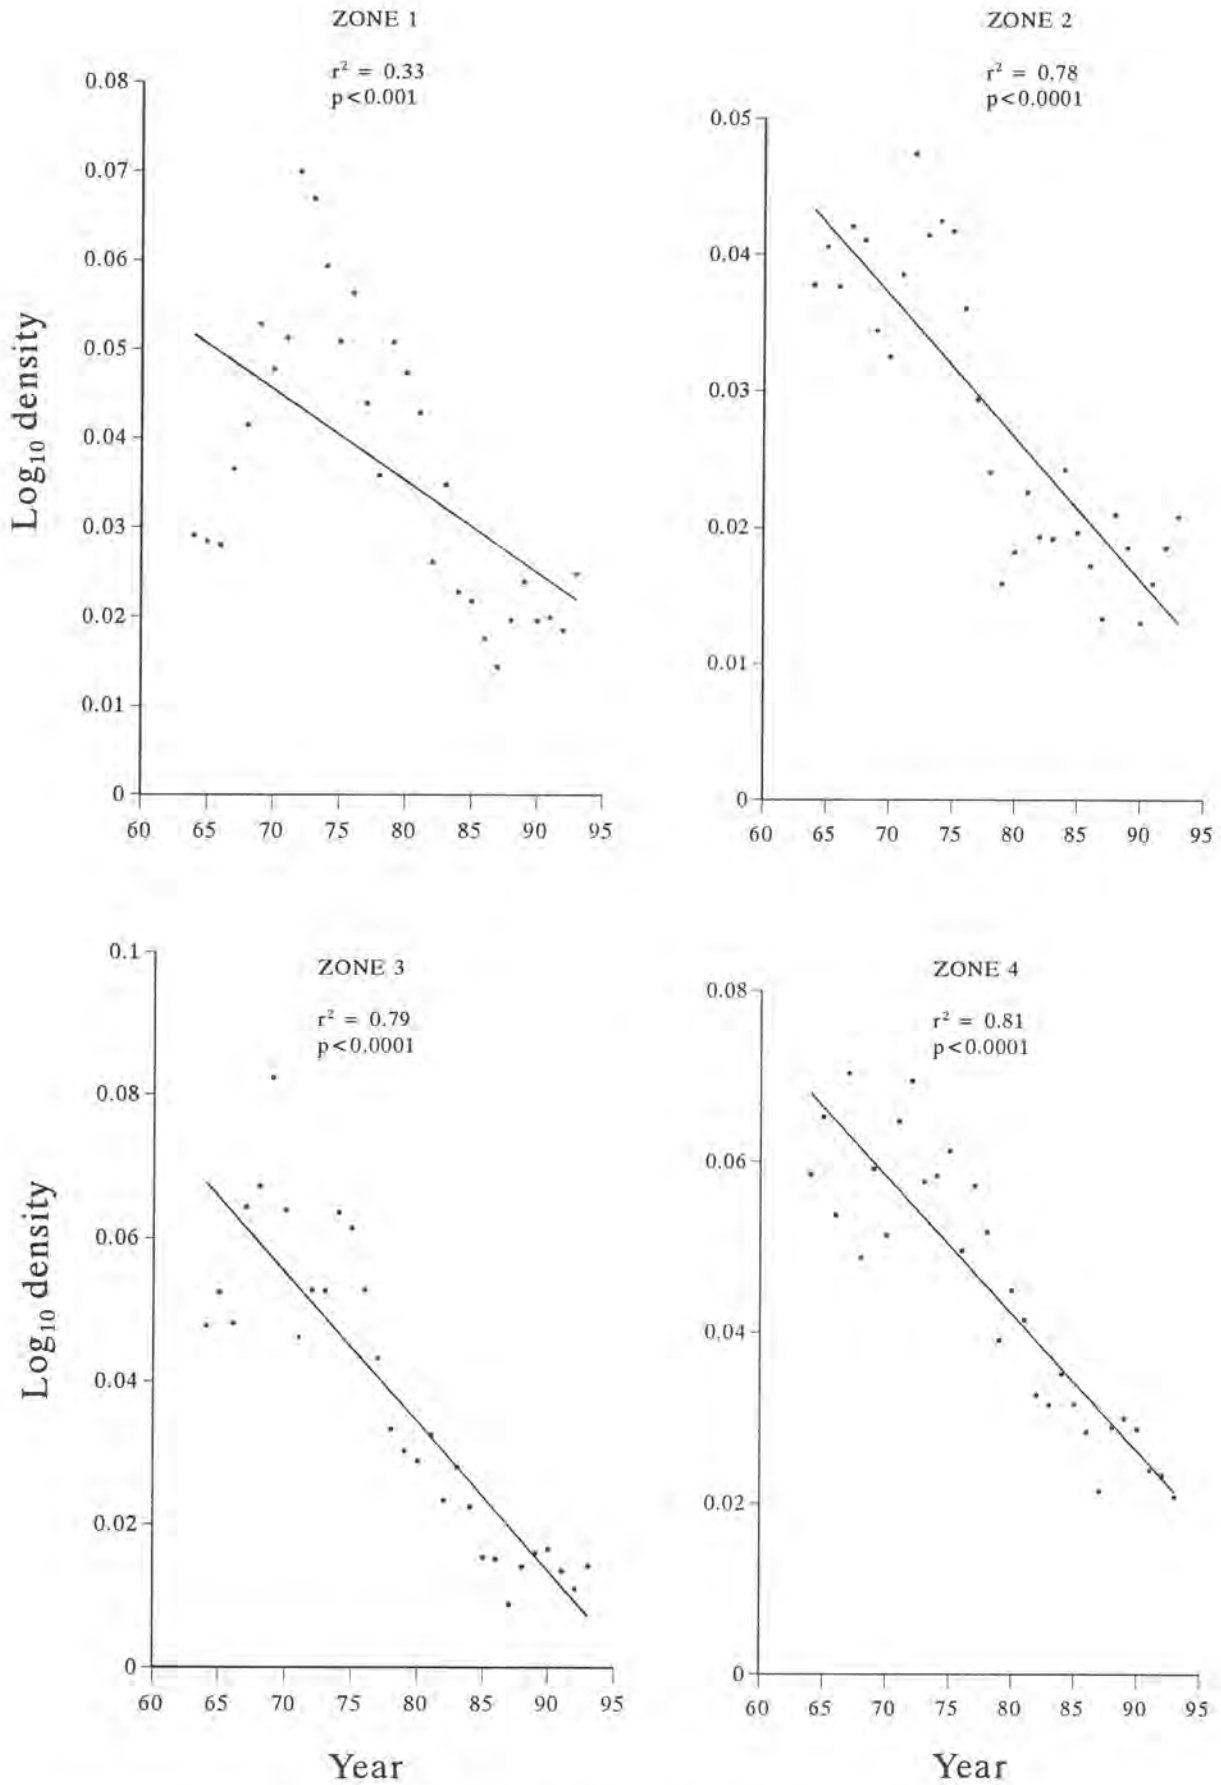 ZONE 1
r² = 0.33
p<0.001
0.08
0.07
0.06
0.05
0.04
0.03
0.02
0.01
0
60 65 70 75 80 85 90 95
Log₁₀ density
ZONE 2
r² = 0.78
p<0.0001
0.05
0.04
0.03
0.02
0.01
0
60 65 70 75 80 85 90 95
ZONE 3
r² = 0.79
p<0.0001
0.1
0.08
0.06
0.04
0.02
0
60 65 70 75 80 85 90 95
Log₁₀ density
Year
ZONE 4
r² = 0.81
p<0.0001
0.08
0.06
0.04
0.02
0
60 65 70 75 80 85 90 95
Year